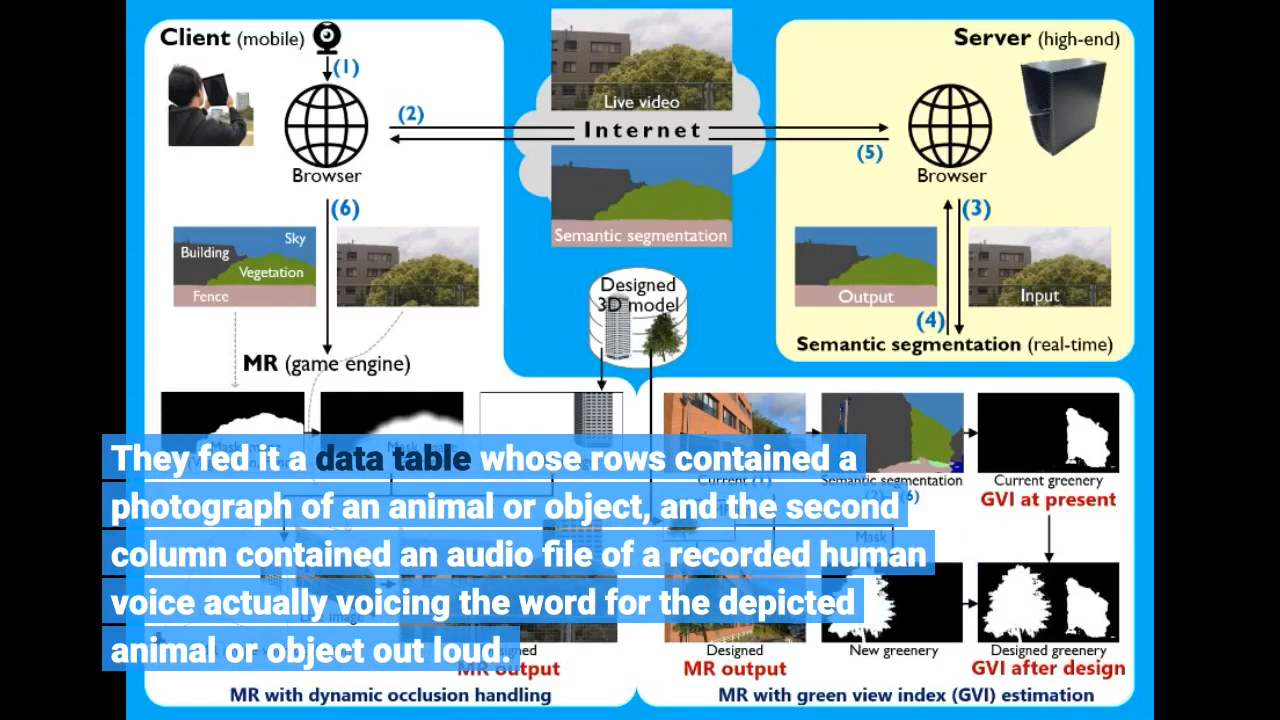 Client (mobile)
(1)
Live video
Server (high-end)
(2)
Internet
(5)
Browser
Browser
(6)
Semantic segmentation
(3)
Sky
Building
Vegetation
Fence
Designed
3D model
Output
Input
(4)
MR (game engine)
Semantic segmentation (real-time)
They fed it a data table whose rows contained a
photograph of an animal or object, and the second
column contained an audio file of a recorded human
voice actually voicing the word for the depicted
animal or object out loud.
Current (1)
Semantic segmentation
Current greenery
GVI at present
Mask
MR output
Designed
MR output
New greenery
Designed greenery
GVI after design
MR with dynamic occlusion handling
MR with green view index (GVI) estimation